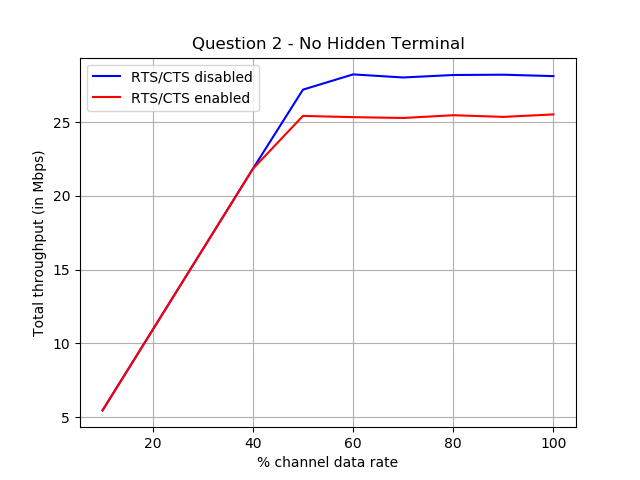 Question 2 - No Hidden Terminal
RTS/CTS disabled
RTS/CTS enabled
Total throughput (in Mbps)
25
20
15
10
5
20 40 60 80 100
% channel data rate